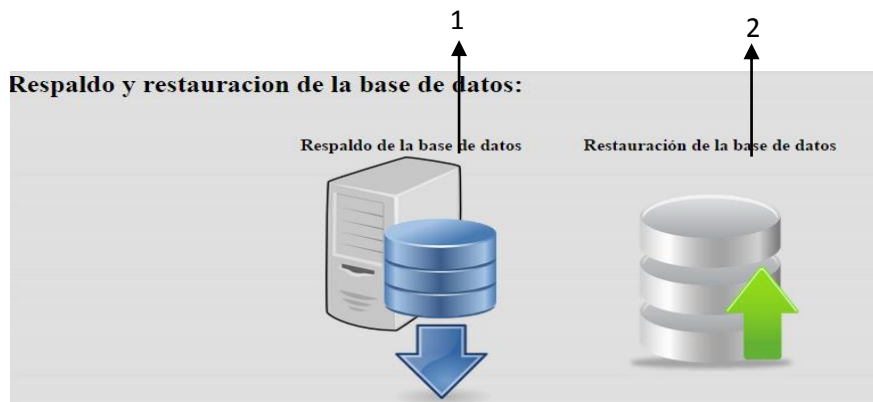 1
2
Respaldo y restauracion de la base de datos:
Respaldo de la base de datos
Restauración de la base de datos